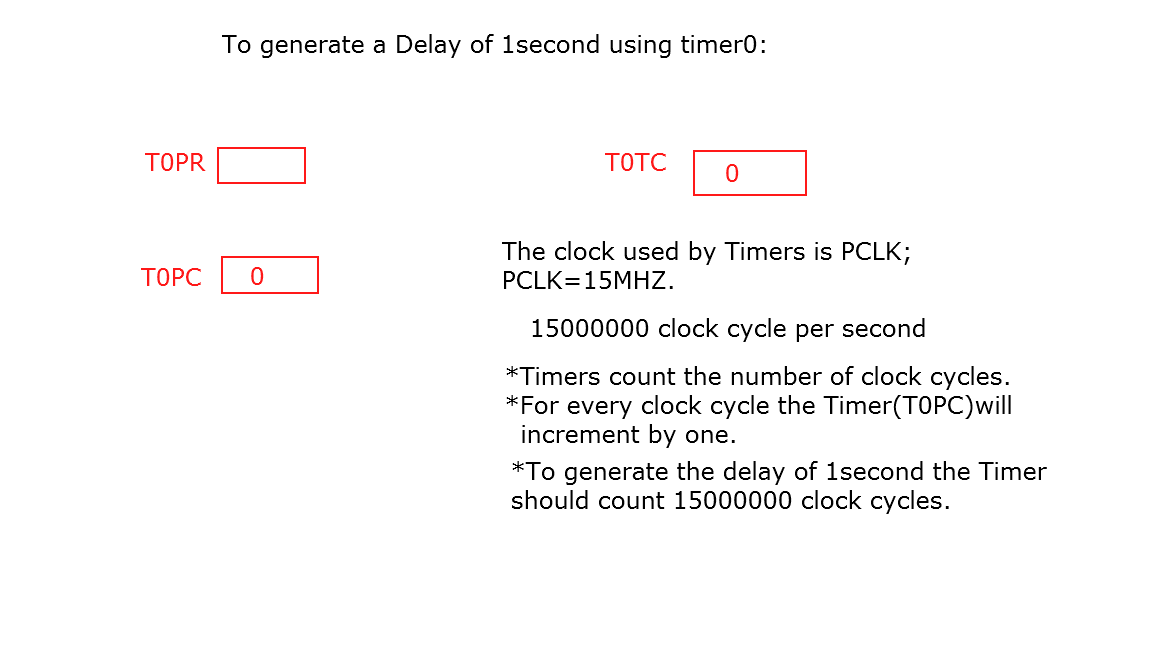 To generate a Delay of 1second using timer0:
T0PR
T0TC
0
T0PC
0
The clock used by Timers is PCLK;
PCLK=15MHZ.
15000000 clock cycle per second
*Timers count the number of clock cycles.
*For every clock cycle the Timer(T0PC)will
increment by one.
*To generate the delay of 1second the Timer
should count 15000000 clock cycles.